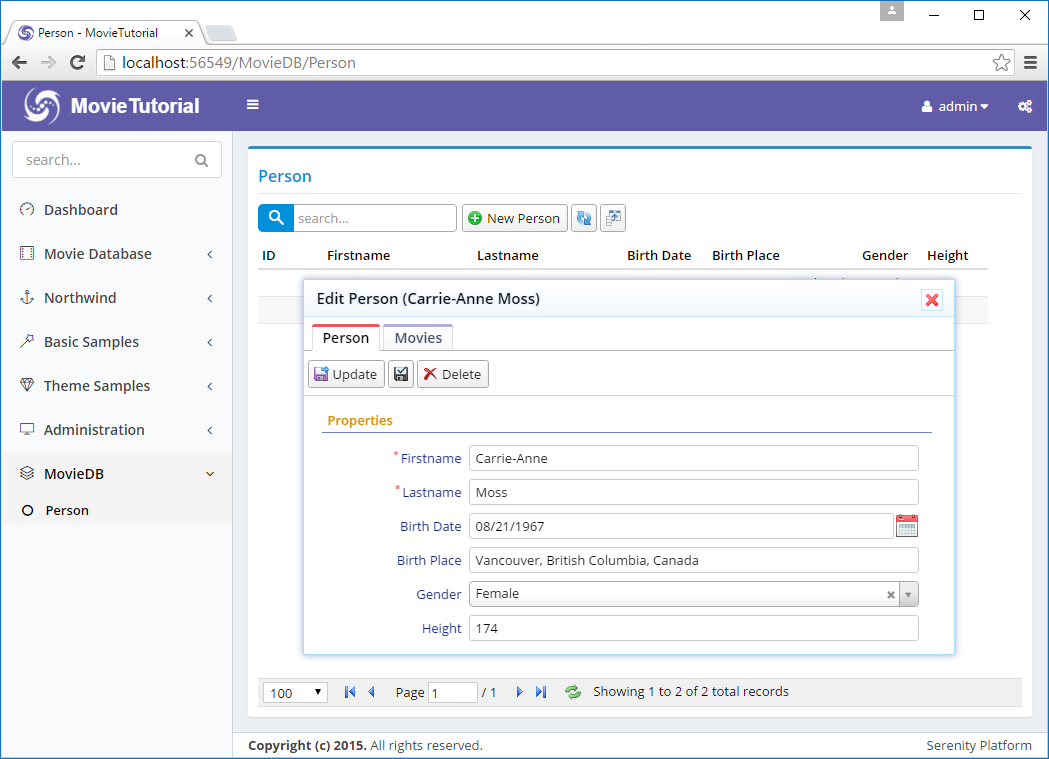 Person - MovieTutorial
localhost:56549/MovieDB/Person
MovieTutorial
admin
search...
Dashboard
Movie Database
Northwind
Basic Samples
Theme Samples
Administration
MovieDB
Person
Person
search... New Person
ID Firstname Lastname Birth Date Birth Place Gender Height
Edit Person (Carrie-Anne Moss)
Person Movies
Update Delete
Properties
*Firstname Carrie-Anne
*Lastname Moss
Birth Date 08/21/1967
Birth Place Vancouver, British Columbia, Canada
Gender Female
Height 174
100 Page 1 / 1 Showing 1 to 2 of 2 total records
Copyright (c) 2015. All rights reserved. Serenity Platform